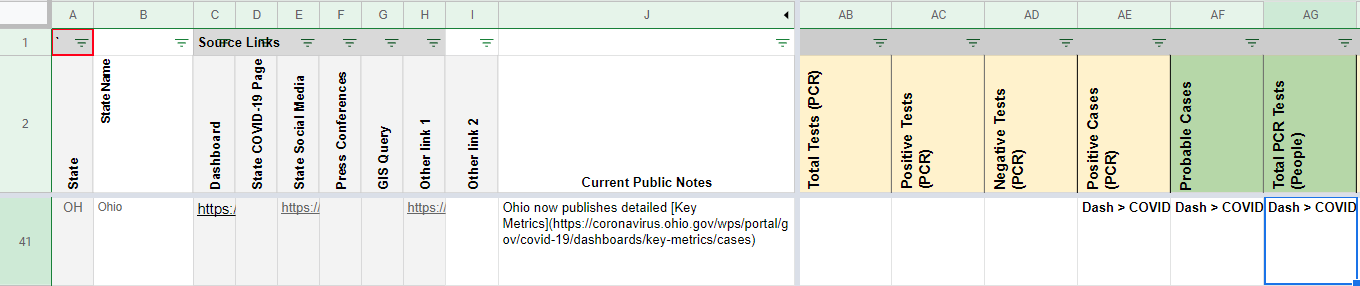 A B C D E F G H I J AB AC AD AE AF AG
1 ` Source Links
2
State
State Name
Dashboard
State COVID-19 Page
State Social Media
Press Conferences
GIS Query
Other link 1
Other link 2
Current Public Notes
Total Tests (PCR)
Positive Tests
(PCR)
Negative Tests
(PCR)
Positive Cases
(PCR)
Probable Cases
Total PCR Tests
(People)
41
OH
Ohio
https:/
https:/
https:/
Ohio now publishes detailed [Key
Metrics](https://coronavirus.ohio.gov/wps/portal/g
ov/covid-19/dashboards/key-metrics/cases)
Dash > COVID
Dash > COVID
Dash > COVID